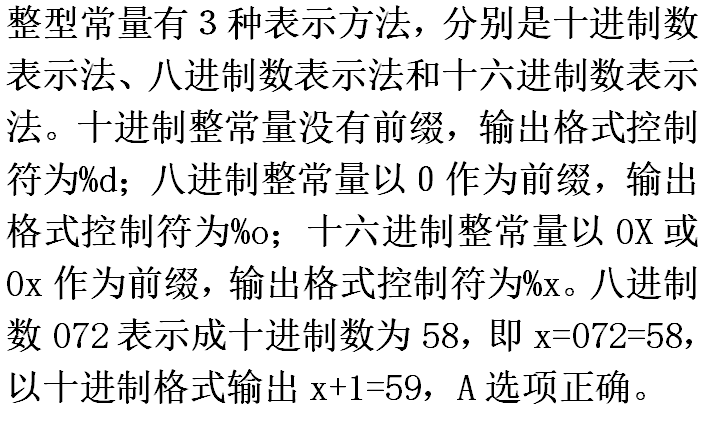 整型常量有 3 种表示方法，分别是十进制数
表示法、八进制数表示法和十六进制数表示
法。十进制整常量没有前缀，输出格式控制
符为%d；八进制整常量以 0 作为前缀，输出
格式控制符为%o；十六进制整常量以 0X 或
0x 作为前缀，输出格式控制符为%x。八进制
数 072 表示成十进制数为 58，即 x=072=58，
以十进制格式输出 x+1=59，A 选项正确。